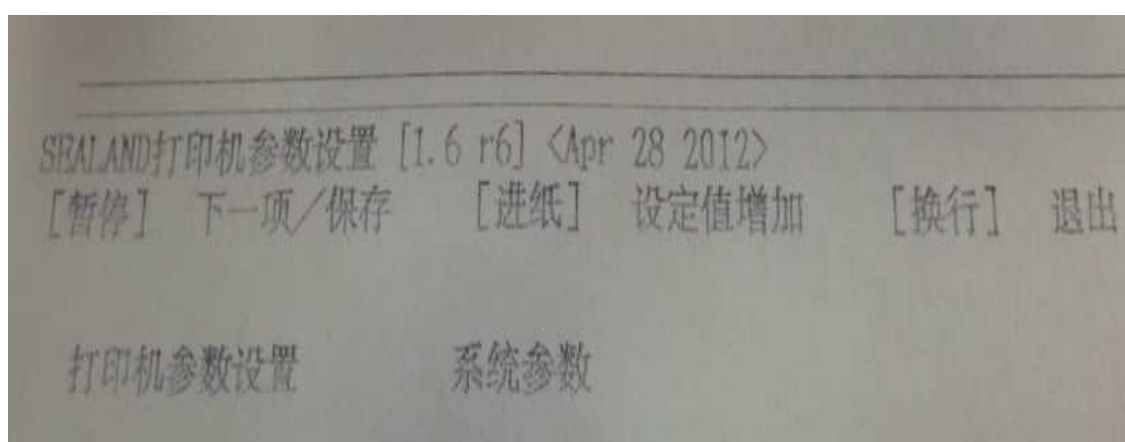 SEALAND打印机参数设置 [1.6 r6] <Apr 28 2012>
[暂停] 下一项/保存 [进纸] 设定值增加 [换行] 退出
打印机参数设置 系统参数